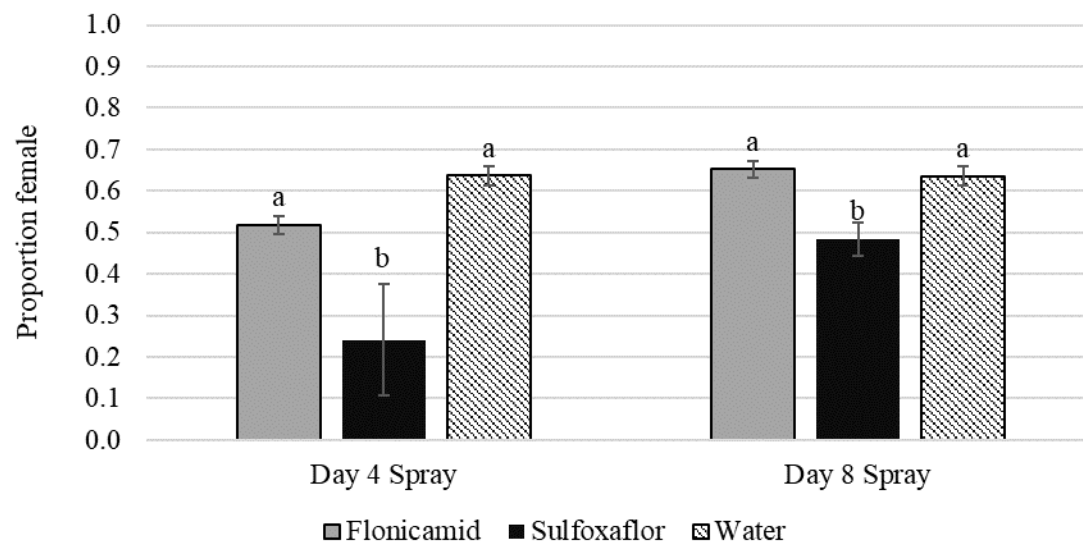 1.0
0.9
0.8
0.7
0.6
0.5
0.4
0.3
0.2
0.1
0.0
Proportion female
a
b
a
a
b
a
Day 4 Spray
Day 8 Spray
Flonicamid Sulfoxaflor Water